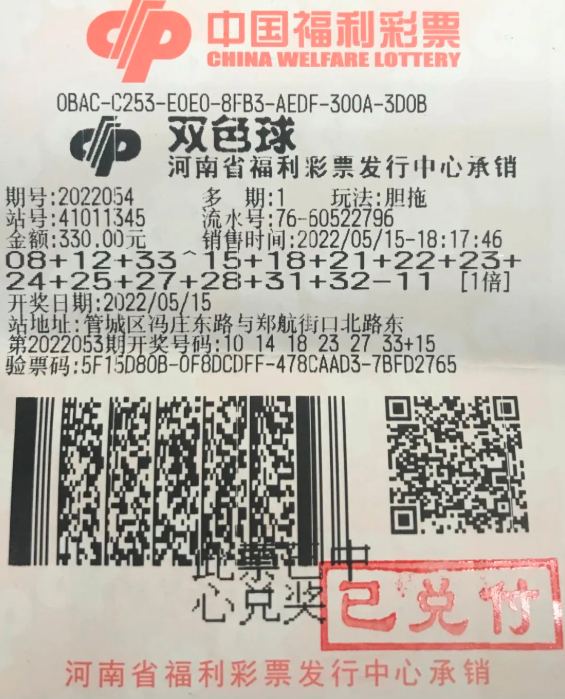 中国福利彩票
CHINA WELFARE LOTTERY
0BAC-C253-E0E0-8FB3-AEDF-300A-3D0B
双色球
河南省福利彩票发行中心承销
期号:2022054 多 期:1 玩法:胆拖
站号:41011345 流水号:76-60522796
金额:330.00元 销售时间:2022/05/15-18:17:46
08+12+33^15+18+21+22+23+
24+25+27+28+31+32-11 [1倍]
开奖日期:2022/05/15
站地址:管城区冯庄东路与郑航街口北路东
第2022053期开奖号码:10 14 18 23 27 33+15
验票码:5F15D80B-0F8DCDFF-478CAAD3-7BFD2765
此票已中
心兑奖
已兑付
河南省福利彩票发行中心承销